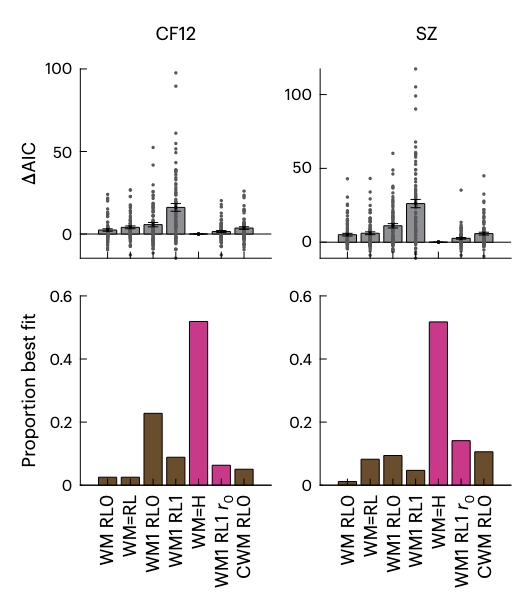 CF12
SZ
ΔAIC
100
50
0
100
50
0
Proportion best fit
0.6
0.4
0.2
0
0.6
0.4
0.2
0
WM RL0
WM=RL
WM1 RL0
WM1 RL1
WM=H
WM1 RL1 r0
CWM RL0
WM RL0
WM=RL
WM1 RL0
WM1 RL1
WM=H
WM1 RL1 r0
CWM RL0